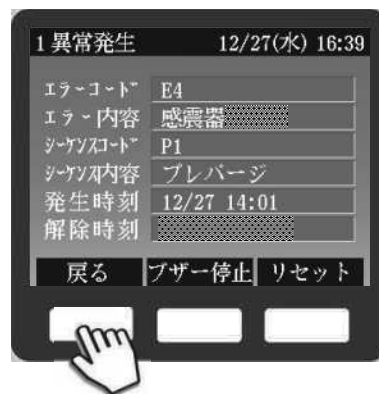 1 異常発生 12/27(水) 16:39
エラーコード E4
エラー内容 感震器
シーケンスコード P1
シーケンス内容 プレパージ
発生時刻 12/27 14:01
解除時刻
戻る ブザー停止 リセット